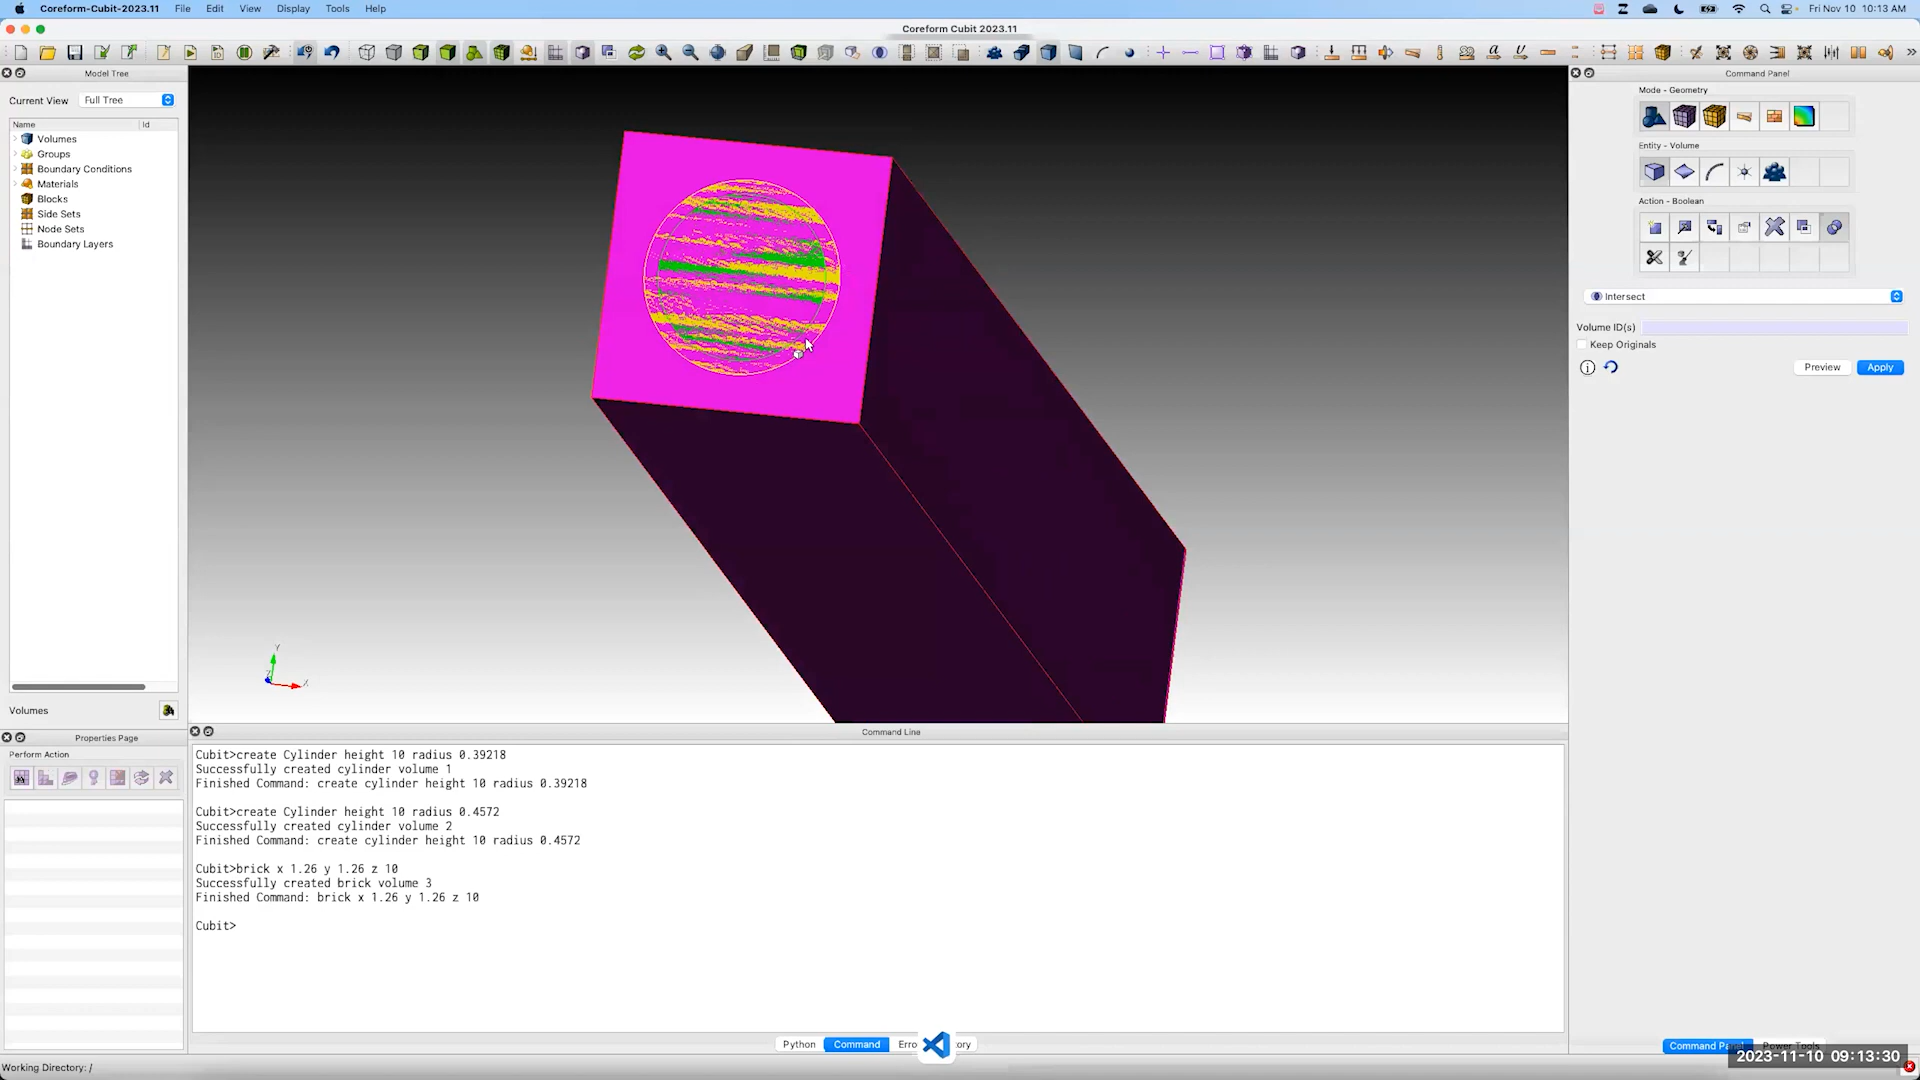 Coreform-Cubit-2023.11 File Edit View Display Tools Help
Fri Nov 10 10:13 AM
Coreform Cubit 2023.11
Model Tree
Current View Full Tree
Name Id
Volumes
Groups
Boundary Conditions
Materials
Blocks
Side Sets
Node Sets
Boundary Layers
Volumes
Properties Page
Perform Action
Y
X
Command Line
Cubit>create Cylinder height 10 radius 0.39218
Successfully created cylinder volume 1
Finished Command: create cylinder height 10 radius 0.39218
Cubit>create Cylinder height 10 radius 0.4572
Successfully created cylinder volume 2
Finished Command: create cylinder height 10 radius 0.4572
Cubit>brick x 1.26 y 1.26 z 10
Successfully created brick volume 3
Finished Command: brick x 1.26 y 1.26 z 10
Cubit>
Python Command Erro ory
Command Panel
Mode - Geometry
Entity - Volume
Action - Boolean
Intersect
Volume ID(s)
Keep Originals
Preview Apply
Command Pa Power Tools
2023-11-10 09:13:30
Working Directory: /